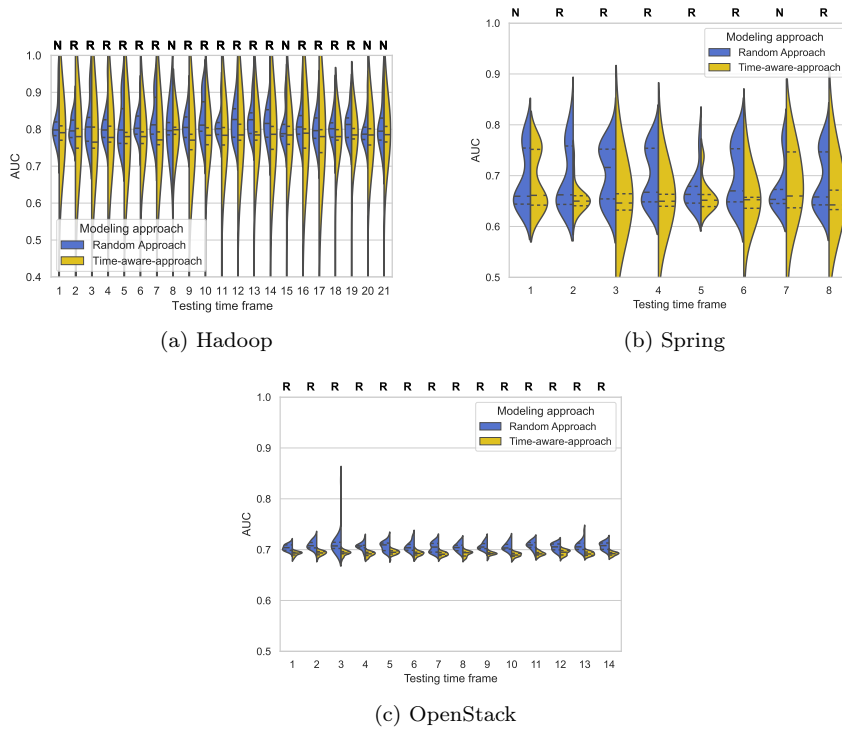 N R R R R R R N R R R R R R N R R R R N R
1.0
0.9
0.8
0.7
0.6
0.5
0.4
AUC
Modeling approach
Random Approach
Time-aware-approach
1 2 3 4 5 6 7 8 9 10 11 12 13 14 15 16 17 18 19 20 21
Testing time frame
(a) Hadoop
N R R R R R N R
1.0
0.9
0.8
0.7
0.6
0.5
AUC
Modeling approach
Random Approach
Time-aware-approach
1 2 3 4 5 6 7 8
Testing time frame
(b) Spring
R R R R R R R R R R R R R R
1.0
0.9
0.8
0.7
0.6
0.5
AUC
Modeling approach
Random Approach
Time-aware-approach
1 2 3 4 5 6 7 8 9 10 11 12 13 14
Testing time frame
(c) OpenStack